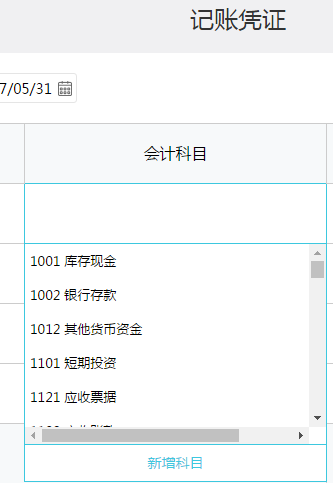 记账凭证
7/05/31
会计科目
1001 库存现金
1002 银行存款
1012 其他货币资金
1101 短期投资
1121 应收票据
新增科目